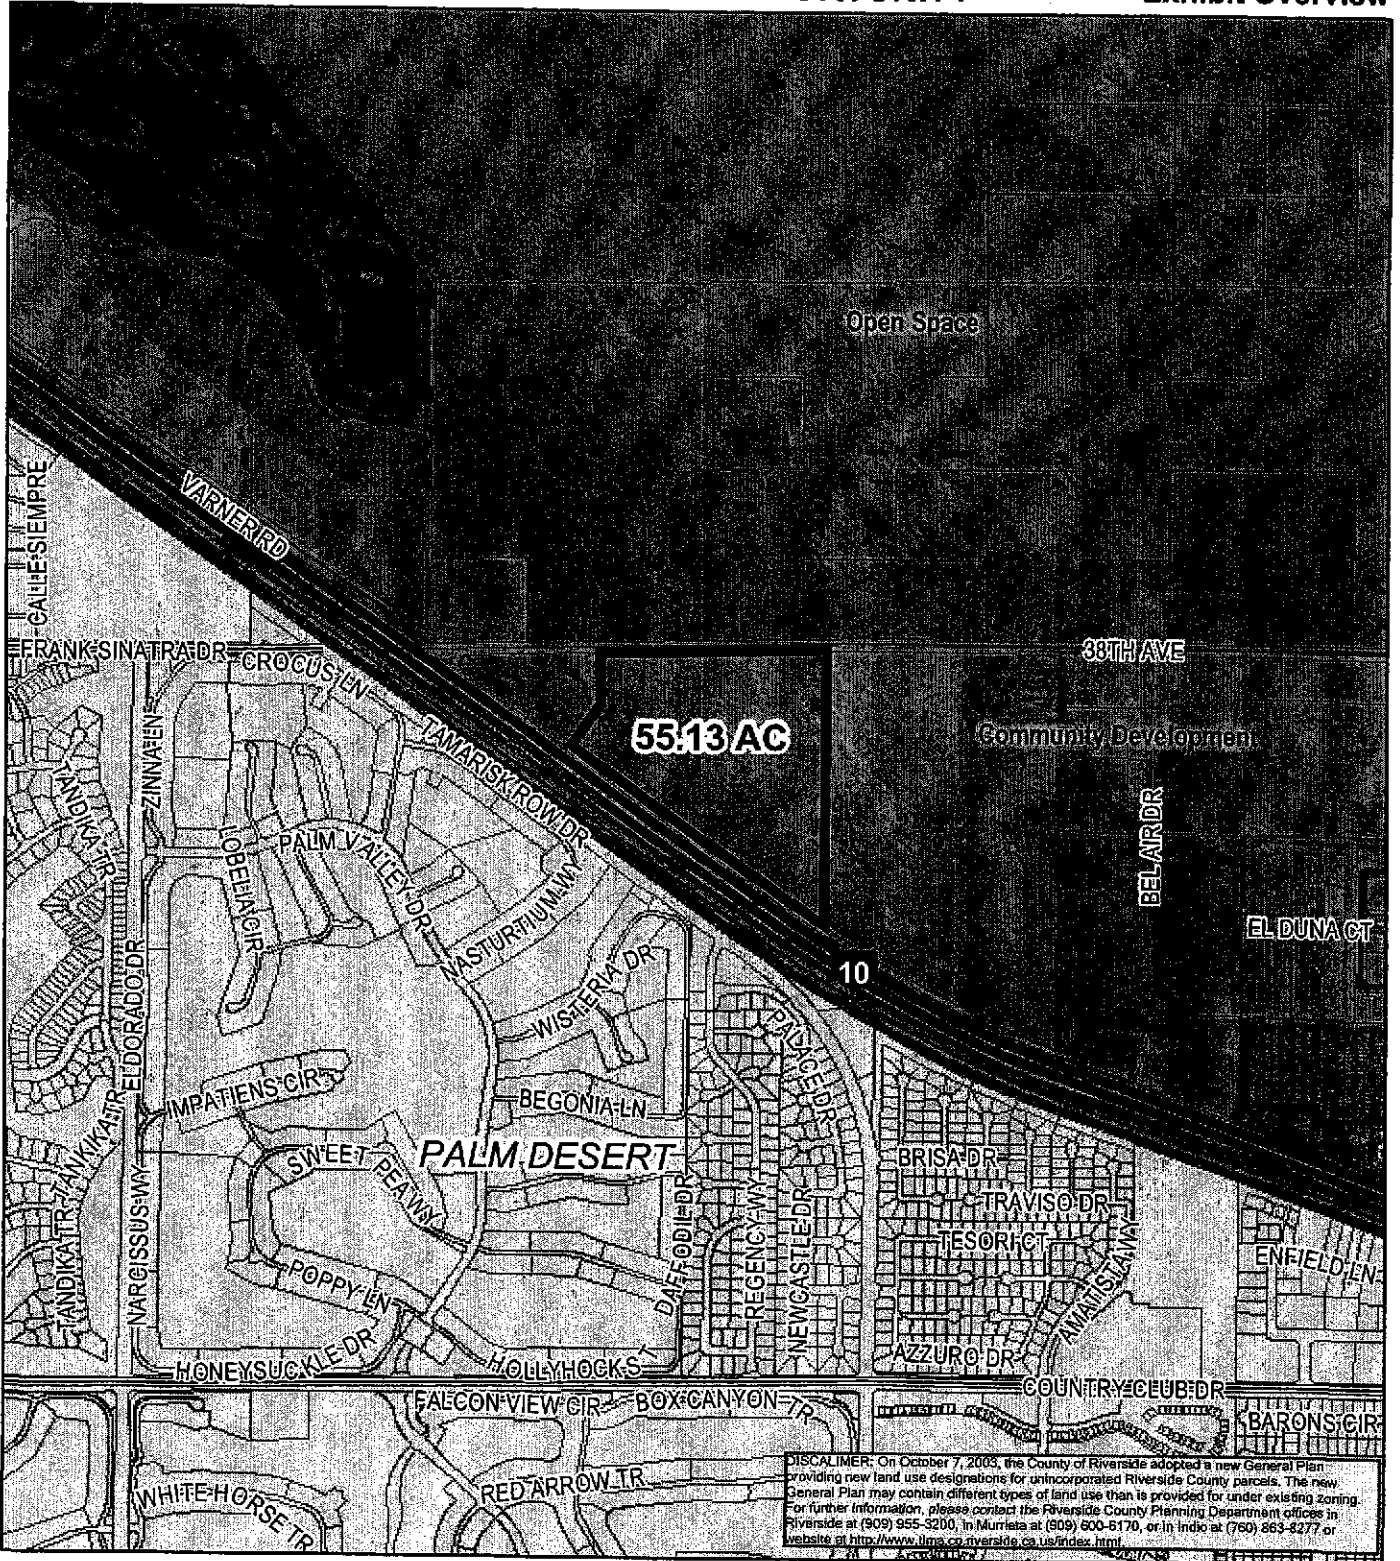 Exhibit Overview
Open Space
VARNER RD
CALLE SIEMPRE
FRANK SINATRA DR
CROCUS LN
38TH AVE
TAMARISK ROW DR
55.13 AC
Community Development
ZINNA LN
TANDIKA TR
LOBELIA CIR
PALM VALLEY DR
BEL AIR DR
NASTURTIUM WY
EL DUNA CT
ELDORADO DR
WISTERIA DR
10
PALACE DR
IMPATIENS CIR
BEGONIA LN
TANKIKA TR
SWEET PEA WY
PALM DESERT
BRISA DR
TRAVISO DR
TANDIKA TR
NARCISSUS WAY
DAFFODIL DR
REGENCY WY
NEWCASTLE DR
TESORI CT
AMATISTA WAY
ENFIELD LN
POPPY LN
HONEYSUCKLE DR
HOLLYHOCK ST
AZZURO DR
COUNTRY CLUB DR
FALCON VIEW CIR
BOX CANYON TR
BARONS CIR
WHITE HORSE TR
RED ARROW TR
DISCALIMER: On October 7, 2003, the County of Riverside adopted a new General Plan
providing new land use designations for unincorporated Riverside County parcels. The new
General Plan may contain different types of land use than is provided for under existing zoning.
For further information, please contact the Riverside County Planning Department offices in
Riverside at (909) 955-3200, in Murrieta at (909) 600-6170, or in Indio at (760) 863-8277 or
website at http://www.tlma.co.riverside.ca.us/index.html